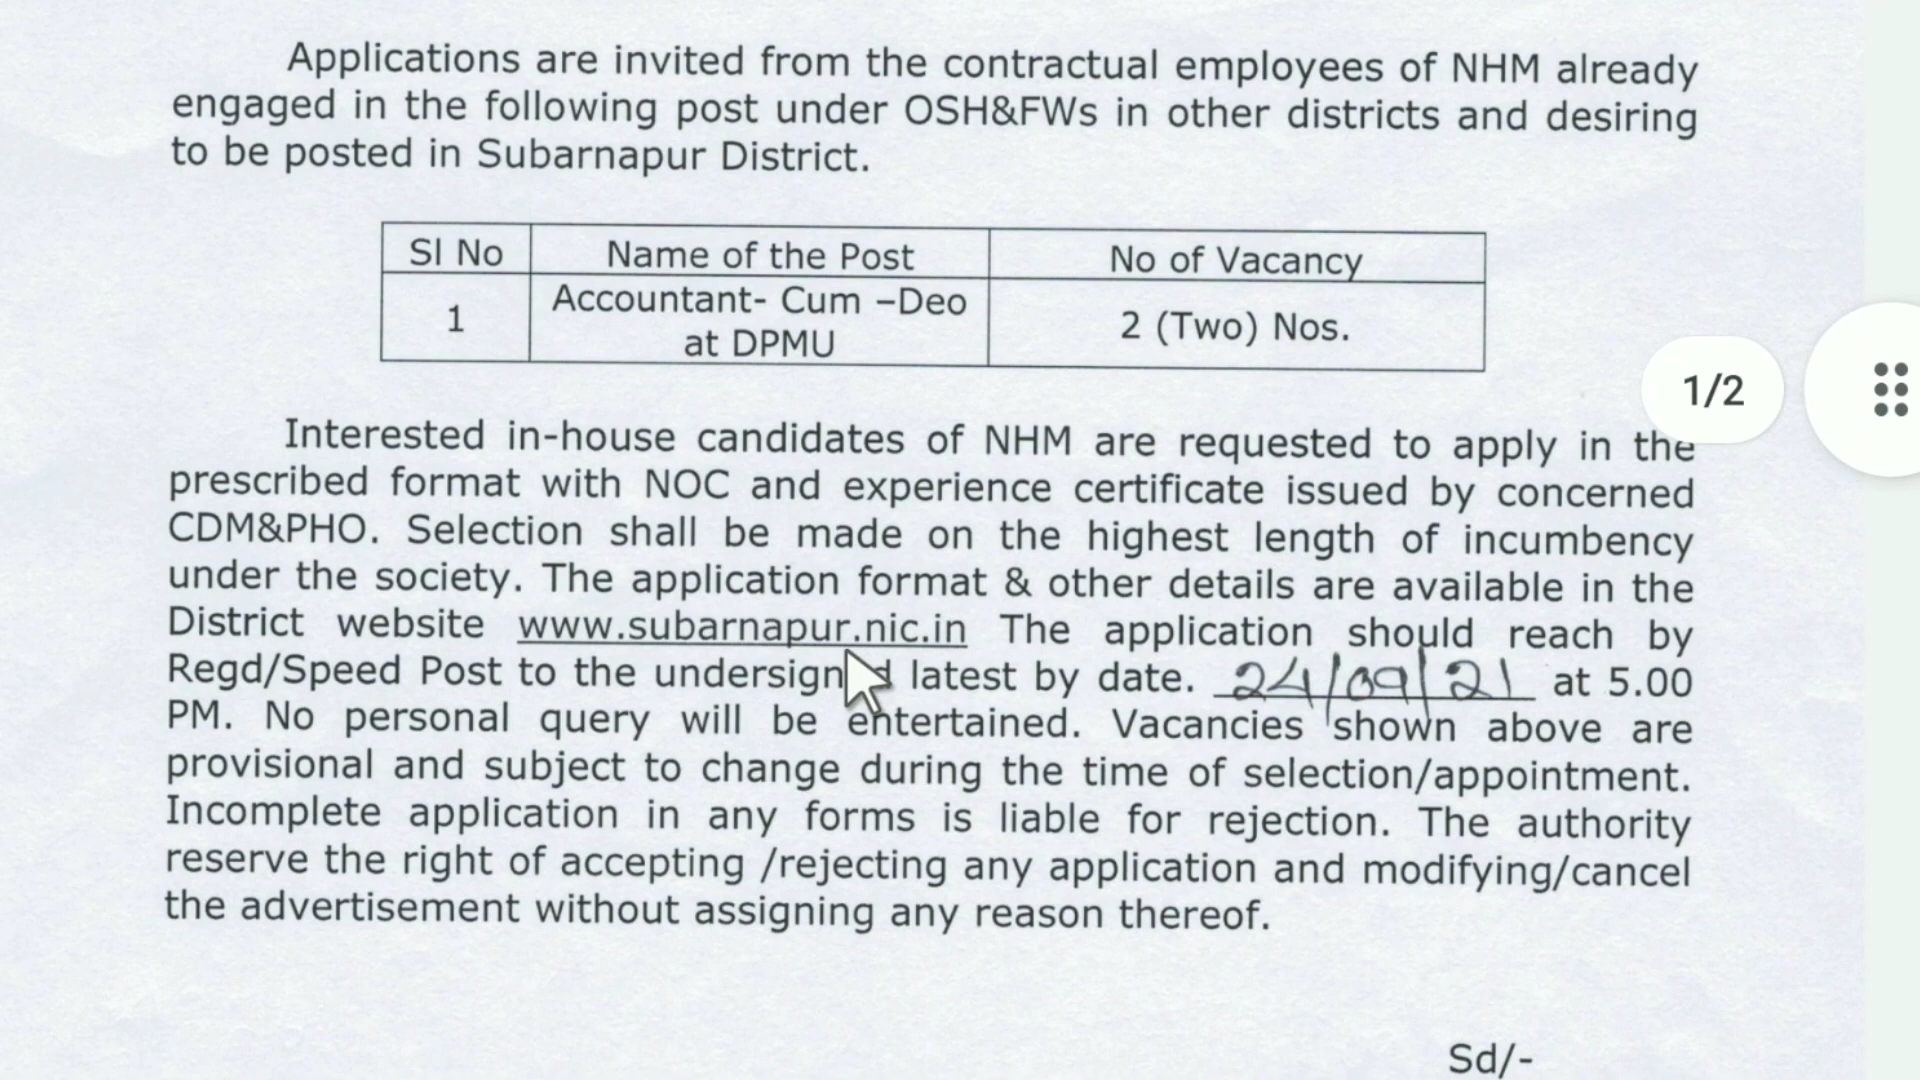 Applications are invited from the contractual employees of NHM already
engaged in the following post under OSH&FWs in other districts and desiring
to be posted in Subarnapur District.
Sl No Name of the Post No of Vacancy
1 Accountant- Cum –Deo at DPMU 2 (Two) Nos.
1/2
Interested in-house candidates of NHM are requested to apply in the
prescribed format with NOC and experience certificate issued by concerned
CDM&PHO. Selection shall be made on the highest length of incumbency
under the society. The application format & other details are available in the
District website www.subarnapur.nic.in The application should reach by
Regd/Speed Post to the undersigned latest by date. 24/09/21 at 5.00
PM. No personal query will be entertained. Vacancies shown above are
provisional and subject to change during the time of selection/appointment.
Incomplete application in any forms is liable for rejection. The authority
reserve the right of accepting /rejecting any application and modifying/cancel
the advertisement without assigning any reason thereof.
Sd/-